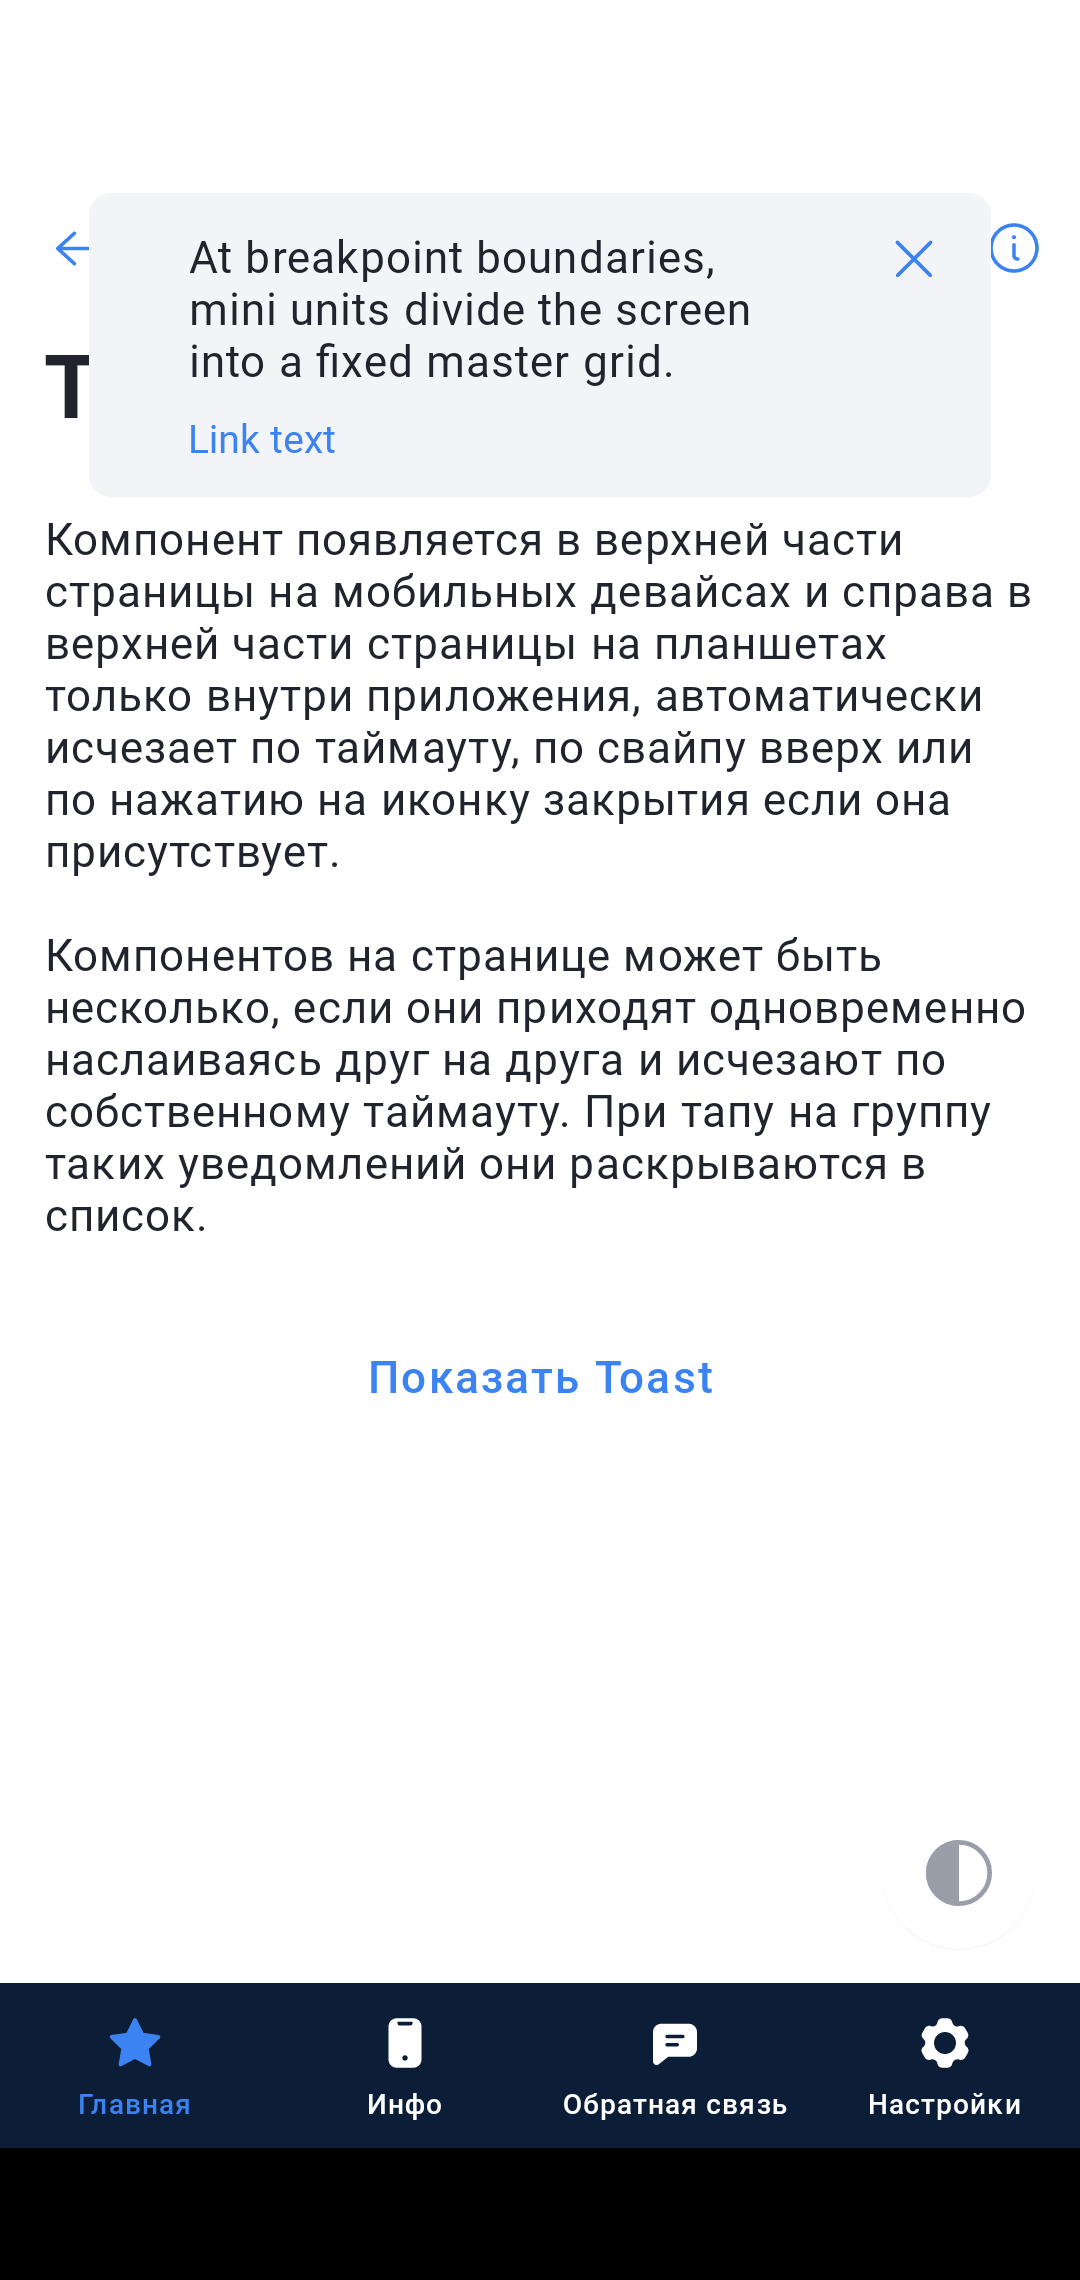 At breakpoint boundaries,
mini units divide the screen
into a fixed master grid.
Link text
Компонент появляется в верхней части
страницы на мобильных девайсах и справа в
верхней части страницы на планшетах
только внутри приложения, автоматически
исчезает по таймауту, по свайпу вверх или
по нажатию на иконку закрытия если она
присутствует.
Компонентов на странице может быть
несколько, если они приходят одновременно
наслаиваясь друг на друга и исчезают по
собственному таймауту. При тапу на группу
таких уведомлений они раскрываются в
список.
Показать Toast
Главная
Инфо
Обратная связь
Настройки